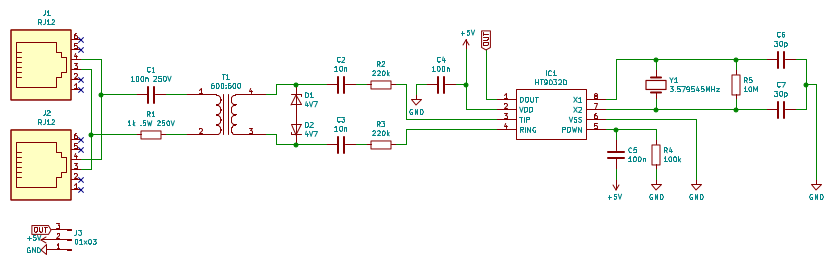 J1
RJ12
6
5
4
3
2
1
J2
RJ12
6
5
4
3
2
1
C1
100n 250V
R1
1k .5W 250V
T1
600:600
1
2
4
3
D1
4V7
D2
4V7
C2
10n
C3
10n
R2
220k
R3
220k
C4
100n
GND
+5V
OUT
IC1
HT9032D
1
2
3
4
DOUT
VDD
TIP
RING
X1
X2
VSS
PDWN
8
7
6
5
C5
100n
+5V
R4
100k
GND
GND
Y1
3.579545MHz
R5
10M
C6
30p
C7
30p
GND
OUT
+5V
GND
3
2
1
J3
01x03